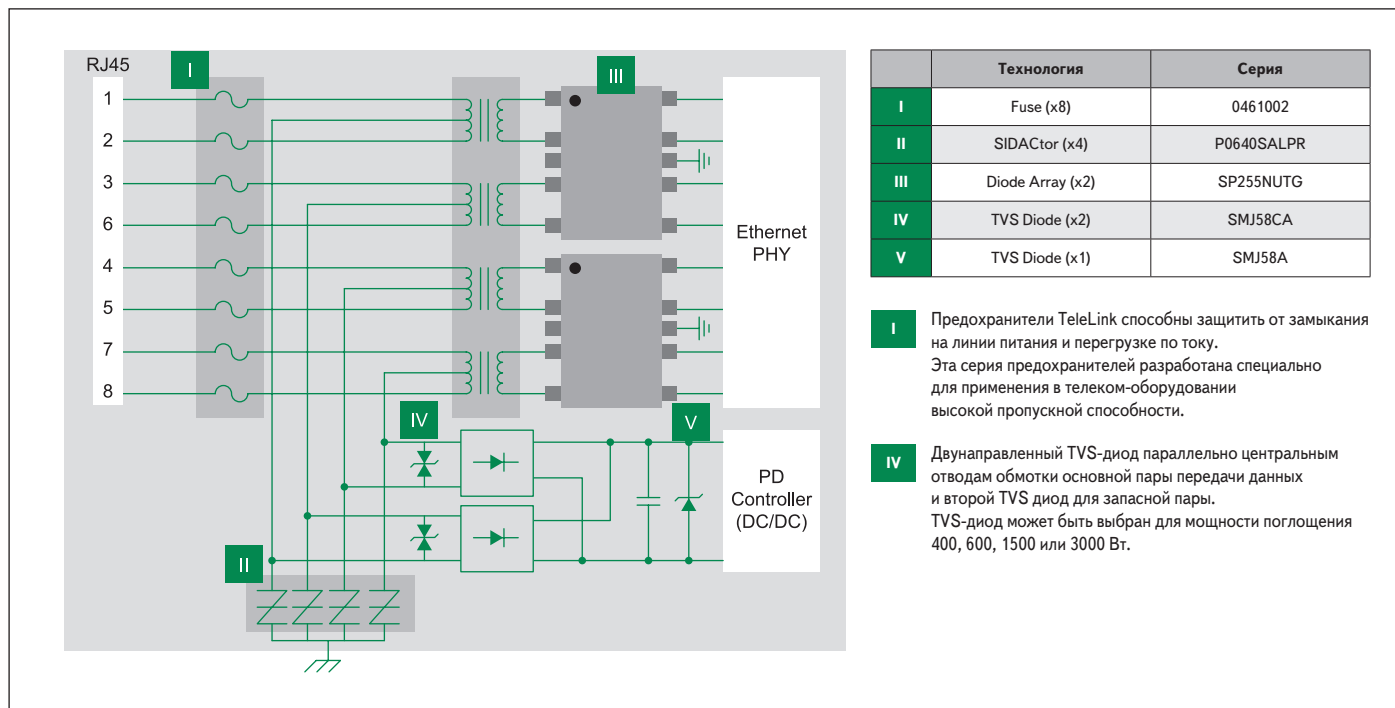 RJ45
I
III
1
2
3
6
4
5
7
8
Ethernet
PHY
IV
V
PD
Controller
(DC/DC)
II
Технология Серия
I Fuse (x8) 0461002
II SIDACtor (x4) P0640SALPR
III Diode Array (x2) SP255NUTG
IV TVS Diode (x2) SMJ58CA
V TVS Diode (x1) SMJ58A
I
Предохранители TeleLink способны защитить от замыкания
на линии питания и перегрузке по току.
Эта серия предохранителей разработана специально
для применения в телеком-оборудовании
высокой пропускной способности.
IV
Двунаправленный TVS-диод параллельно центральным
отводам обмотки основной пары передачи данных
и второй TVS диод для запасной пары.
TVS-диод может быть выбран для мощности поглощения
400, 600, 1500 или 3000 Вт.